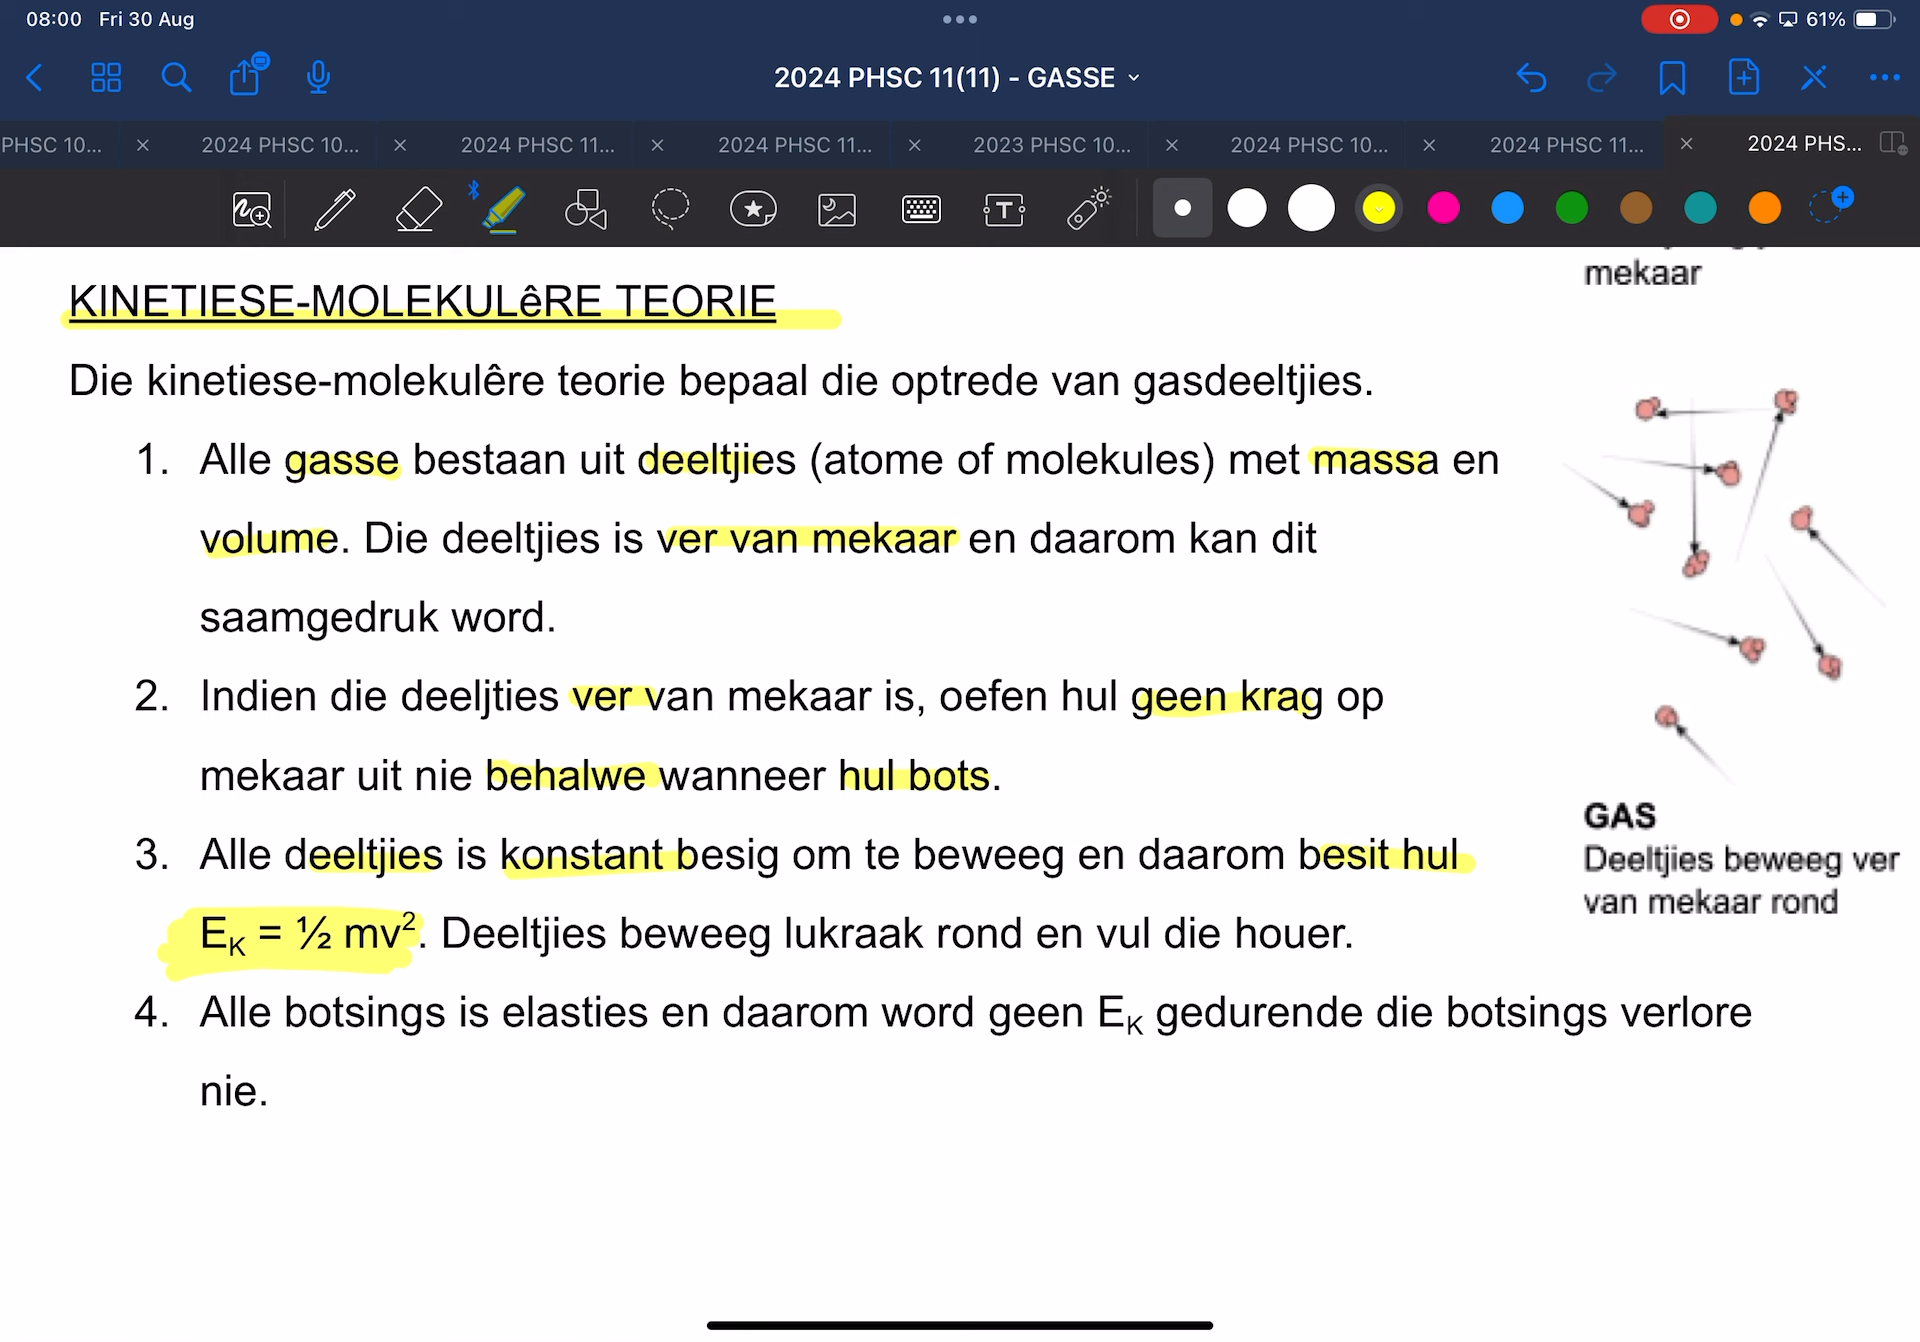 08:00 Fri 30 Aug
61%
2024 PHSC 11(11) - GASSE
PHSC 10...
2024 PHSC 10...
2024 PHSC 11...
2024 PHSC 11...
2023 PHSC 10...
2024 PHSC 10...
2024 PHSC 11...
2024 PHS...
mekaar
KINETIESE-MOLEKULêRE TEORIE
Die kinetiese-molekulêre teorie bepaal die optrede van gasdeeltjies.
1. Alle gasse bestaan uit deeltjies (atome of molekules) met massa en
volume. Die deeltjies is ver van mekaar en daarom kan dit
saamgedruk word.
2. Indien die deeljties ver van mekaar is, oefen hul geen krag op
mekaar uit nie behalwe wanneer hul bots.
3. Alle deeltjies is konstant besig om te beweeg en daarom besit hul
E_K = ½ mv². Deeltjies beweeg lukraak rond en vul die houer.
4. Alle botsings is elasties en daarom word geen E_K gedurende die botsings verlore
nie.
GAS
Deeltjies beweeg ver
van mekaar rond